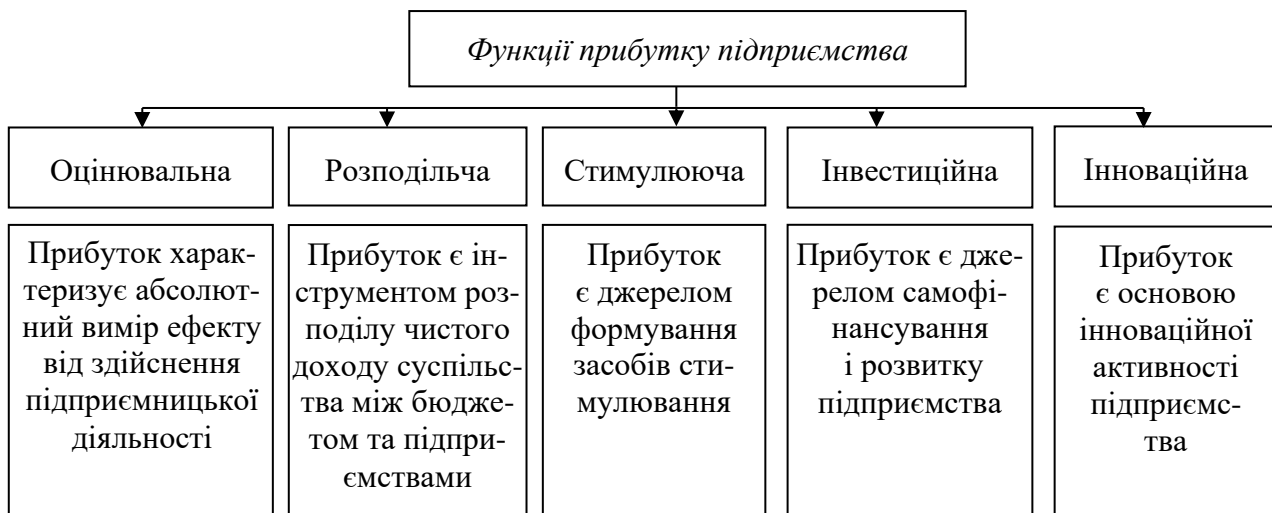 Функції прибутку підприємства
Оцінювальна
Розподільча
Стимулююча
Інвестиційна
Інноваційна
Прибуток харак-
теризує абсолют-
ний вимір ефекту
від здійснення
підприємницької
діяльності
Прибуток є ін-
струментом роз-
поділу чистого
доходу суспільс-
тва між бюдже-
том та підпри-
ємствами
Прибуток
є джерелом
формування
засобів сти-
мулювання
Прибуток є дже-
релом самофі-
нансування
і розвитку
підприємства
Прибуток
є основою
інноваційної
активності
підприємс-
тва